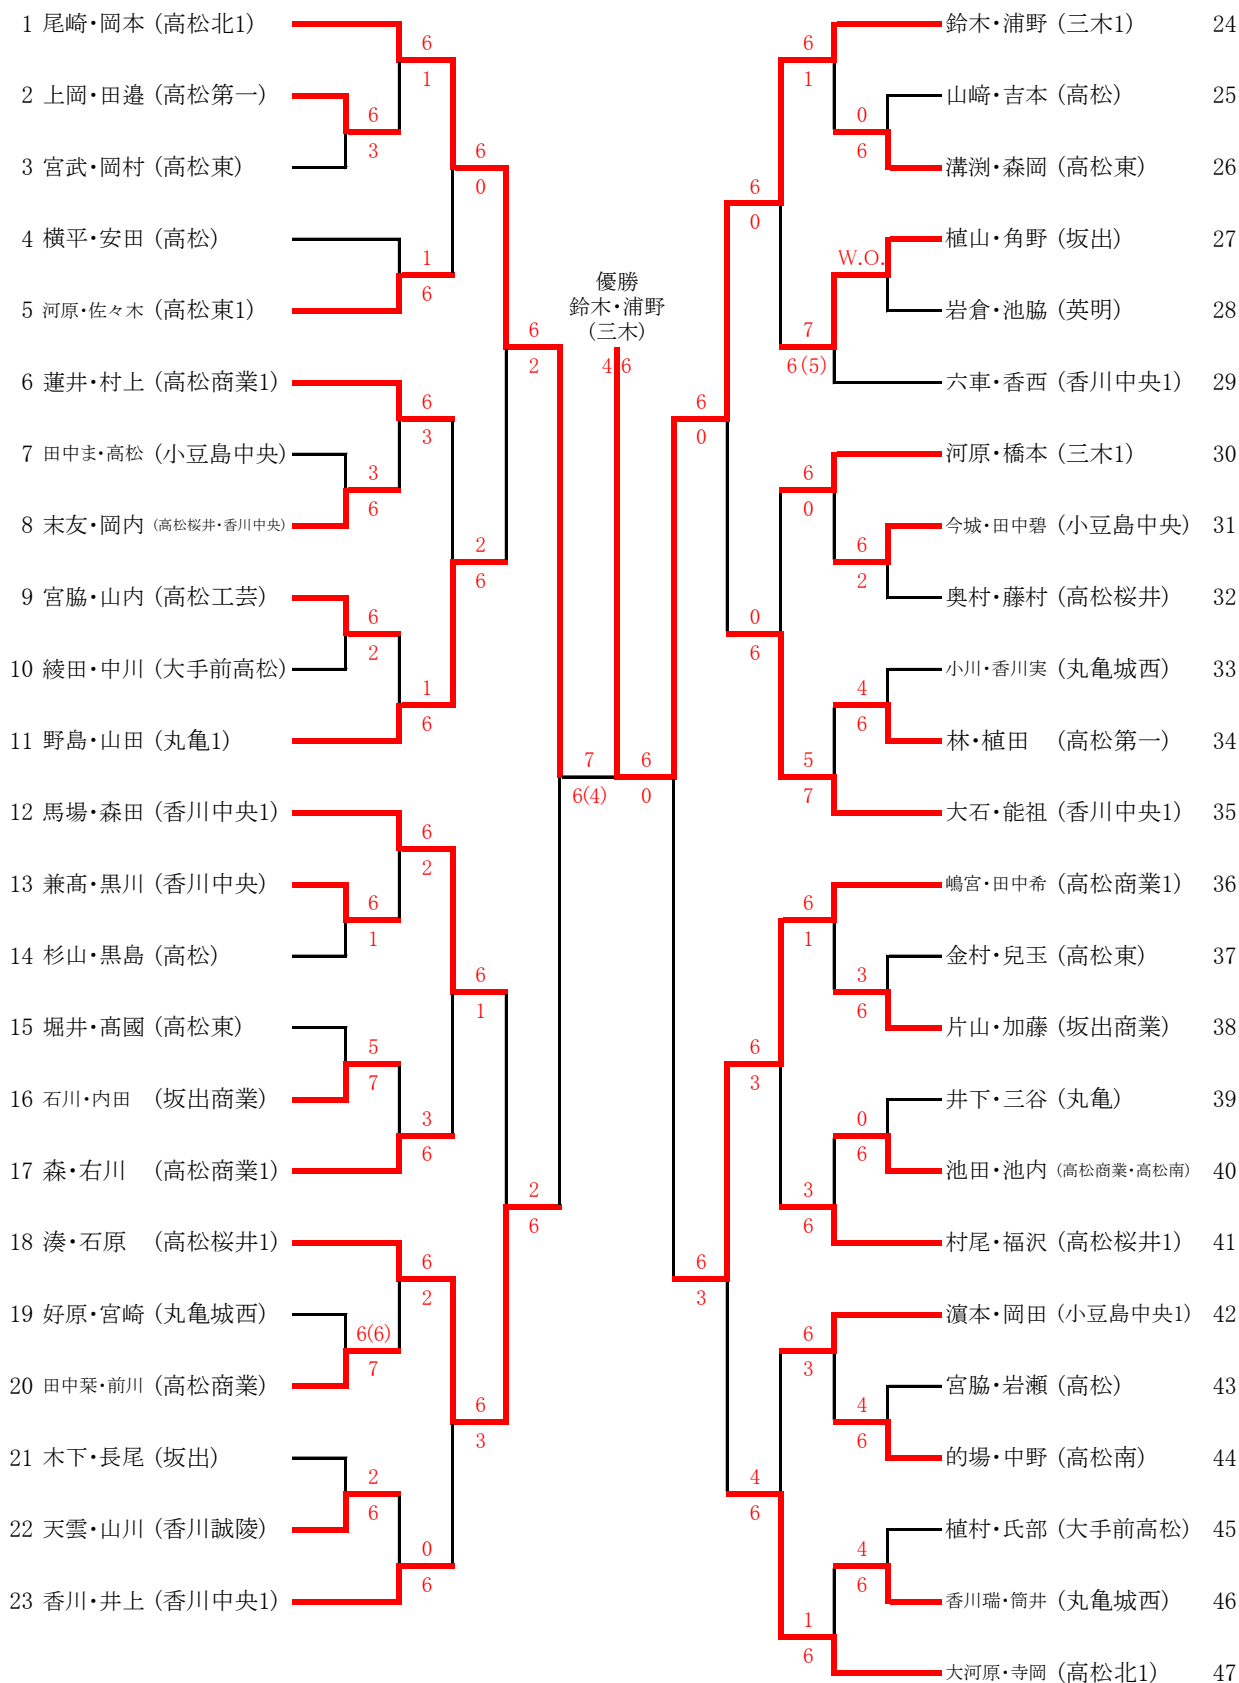 1 尾崎・岡本 (高松北1)
2 上岡・田邉 (高松第一)
3 宮武・岡村 (高松東)
4 横平・安田 (高松)
5 河原・佐々木 (高松東1)
6 蓮井・村上 (高松商業1)
7 田中ま・高松 (小豆島中央)
8 末友・岡内 (高松桜井・香川中央)
9 宮脇・山内 (高松工芸)
10 綾田・中川 (大手前高松)
11 野島・山田 (丸亀1)
12 馬場・森田 (香川中央1)
13 兼髙・黒川 (香川中央)
14 杉山・黒島 (高松)
15 堀井・髙國 (高松東)
16 石川・内田 (坂出商業)
17 森・右川 (高松商業1)
18 湊・石原 (高松桜井1)
19 好原・宮崎 (丸亀城西)
20 田中栞・前川 (高松商業)
21 木下・長尾 (坂出)
22 天雲・山川 (香川誠陵)
23 香川・井上 (香川中央1)
6
3
3
6
6
2
6
1
5
7
6(6)
7
2
6
6
1
1
6
6
3
1
6
6
2
3
6
6
2
0
6
6
0
2
6
6
1
6
3
6
2
2
6
7
6(4)
優勝
鈴木・浦野
(三木)
4 6
6
0
6
0
6
3
6
0
0
6
6
3
4
6
6
1
7
6(5)
6
0
5
7
6
1
3
6
6
3
1
6
0
6
W.O.
6
2
4
6
3
6
0
6
4
6
4
6
鈴木・浦野 (三木1) 24
山﨑・吉本 (高松) 25
溝渕・森岡 (高松東) 26
植山・角野 (坂出) 27
岩倉・池脇 (英明) 28
六車・香西 (香川中央1) 29
河原・橋本 (三木1) 30
今城・田中碧 (小豆島中央) 31
奥村・藤村 (高松桜井) 32
小川・香川実 (丸亀城西) 33
林・植田 (高松第一) 34
大石・能祖 (香川中央1) 35
嶋宮・田中希 (高松商業1) 36
金村・兒玉 (高松東) 37
片山・加藤 (坂出商業) 38
井下・三谷 (丸亀) 39
池田・池内 (高松商業・高松南) 40
村尾・福沢 (高松桜井1) 41
濵本・岡田 (小豆島中央1) 42
宮脇・岩瀬 (高松) 43
的場・中野 (高松南) 44
植村・氏部 (大手前高松) 45
香川瑞・筒井 (丸亀城西) 46
大河原・寺岡 (高松北1) 47